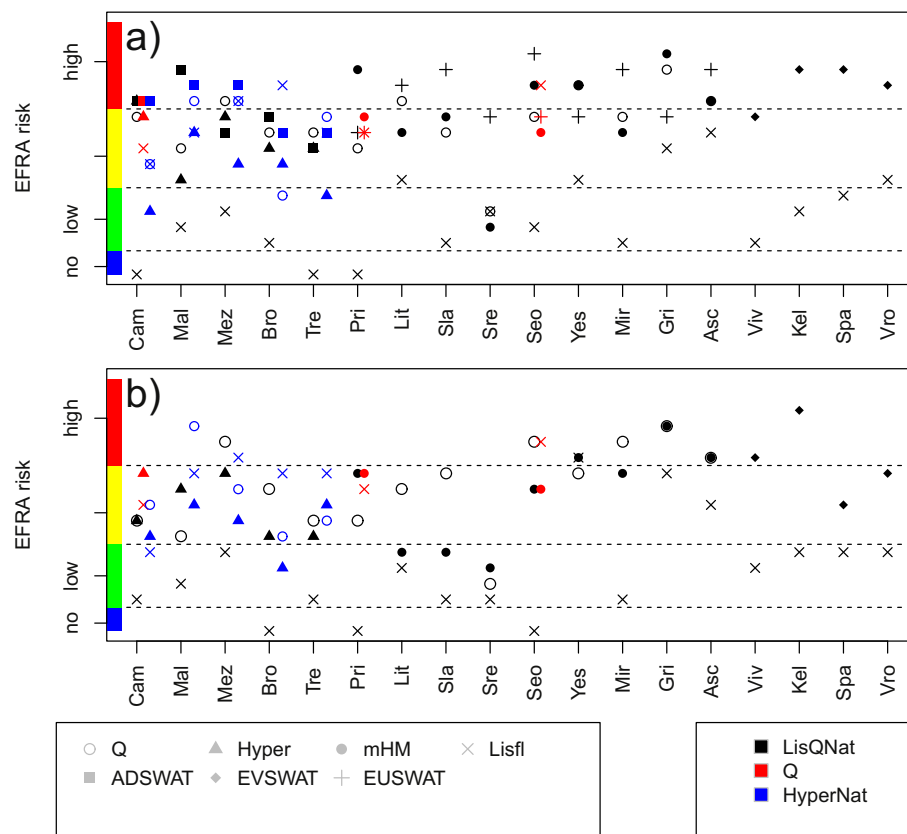 a)
EFRA risk
high
low
no
Cam Mal Mez Bro Tre Pri Lit Sla Sre Seo Yes Mir Gri Asc Viv Kel Spa Vro
b)
EFRA risk
high
low
no
Cam Mal Mez Bro Tre Pri Lit Sla Sre Seo Yes Mir Gri Asc Viv Kel Spa Vro
Q Hyper mHM Lisfl
ADSWAT EVSWAT EUSWAT
LisQNat
Q
HyperNat